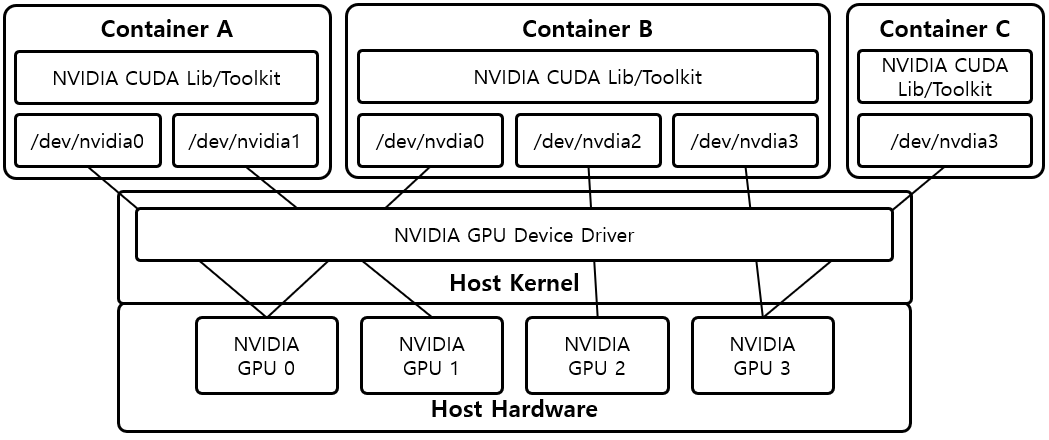 Container A
NVIDIA CUDA Lib/Toolkit
/dev/nvidia0
/dev/nvidia1
Container B
NVIDIA CUDA Lib/Toolkit
/dev/nvdia0
/dev/nvdia2
/dev/nvdia3
Container C
NVIDIA CUDA
Lib/Toolkit
/dev/nvdia3
NVIDIA GPU Device Driver
Host Kernel
NVIDIA
GPU 0
NVIDIA
GPU 1
NVIDIA
GPU 2
NVIDIA
GPU 3
Host Hardware